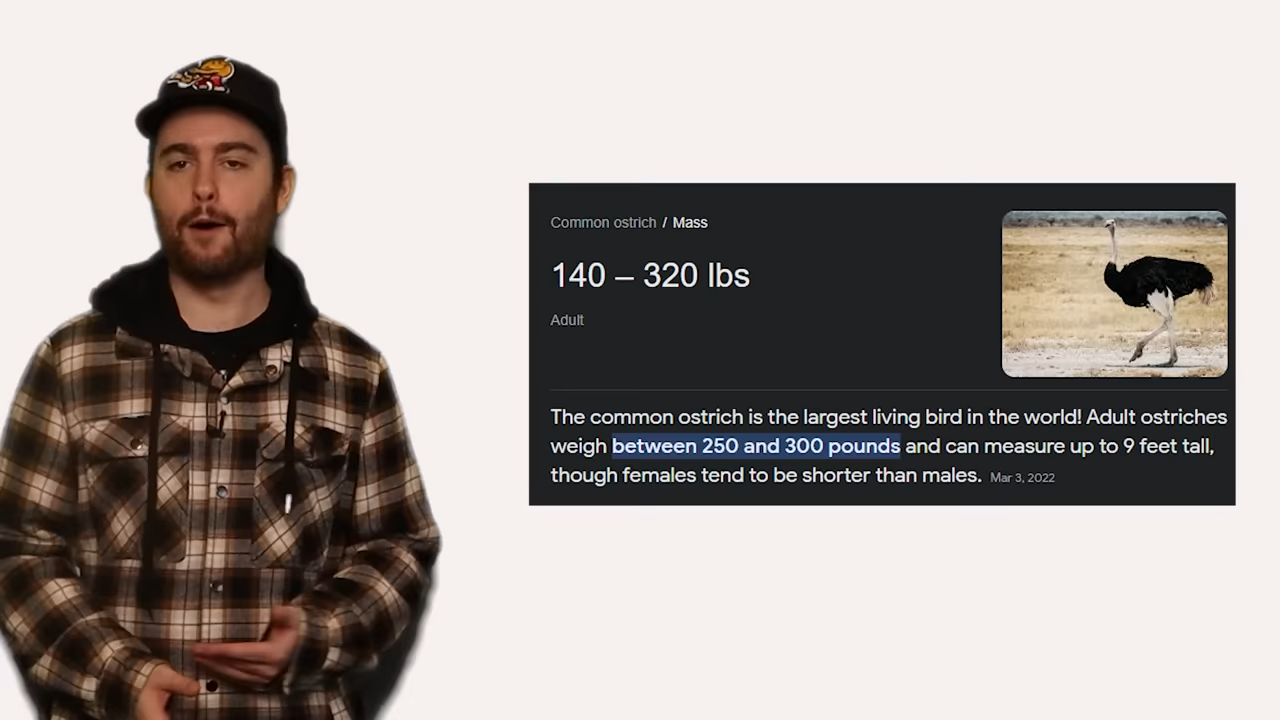 Common ostrich / Mass
140 – 320 lbs
Adult
The common ostrich is the largest living bird in the world! Adult ostriches
weigh between 250 and 300 pounds and can measure up to 9 feet tall,
though females tend to be shorter than males. Mar 3, 2022